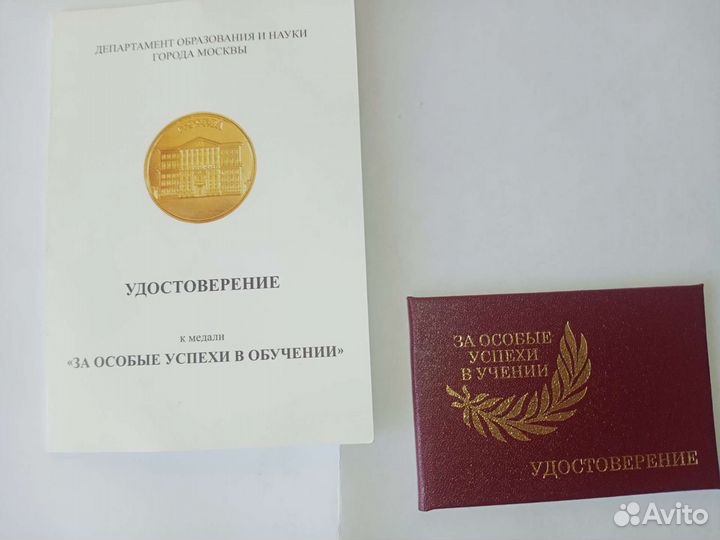 ДЕПАРТАМЕНТ ОБРАЗОВАНИЯ И НАУКИ
ГОРОДА МОСКВЫ
УДОСТОВЕРЕНИЕ
к медали
«ЗА ОСОБЫЕ УСПЕХИ В ОБУЧЕНИИ»
ЗА ОСОБЫЕ
УСПЕХИ
В УЧЕНИИ
УДОСТОВЕРЕНИЕ
Avito